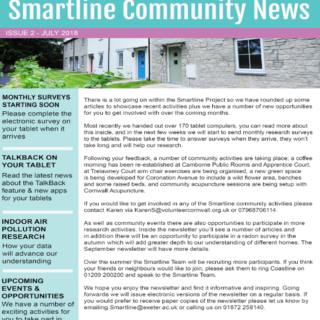 Smartline Community News
ISSUE 2 - JULY 2018
MONTHLY SURVEYS
STARTING SOON
Please complete the
electronic survey on
your tablet when it
arrives
TALKBACK ON
YOUR TABLET
Read the latest news
about the TalkBack
feature & new apps
for your tablets
INDOOR AIR
POLLUTION
RESEARCH
How your data
will advance our
understanding
UPCOMING
EVENTS &
OPPORTUNITIES
We have a number of
exciting activities for
you to take part in
There is a lot going on within the Smartline Project so we have rounded up some
articles to showcase recent activities plus we have a number of new opportunities
for you to get involved with over the coming months.
Most recently we handed out over 170 tablet computers, you can read more about
this inside, and in the next few weeks we will start to send monthly research surveys
to the tablets. Please take the time to answer surveys when they arrive, they won't
take long and will help our research.
Following your feedback, a number of community activities are taking place; a coffee
morning has been re-established at Camborne Public Rooms and Apprentice Court,
at Trelawney Court arm chair exercises are being organised, a new green space
is being developed for Coronation Avenue to include a wild flower area, benches
and some raised beds, and community acupuncture sessions are being setup with
Cornwall Acupuncture.
If you would like to get involved in any of the Smartline community activities please
contact Karen via KarenS@volunteercornwall.org.uk or 07968706114.
As well as community events there are also opportunities to participate in more
research activities. Inside the newsletter you'll see a number of articles and
in addition there will be an opportunity to participate in a radon survey in the
autumn which will add greater depth to our understanding of different homes. The
September newsletter will have more details.
Over the summer the Smartline Team will be recruiting more participants. If you think
your friends or neighbours would like to join, please ask them to ring Coastline on
01209 200200 and speak to the Smartline Team.
We hope you enjoy the newsletter and find it informative and inspiring. Going
forwards we will issue electronic versions of the newsletter on a regular basis. If
you would prefer to receive paper copies of the newsletter please let us know by
emailing Smartline@exeter.ac.uk or calling us on 01872 258140.